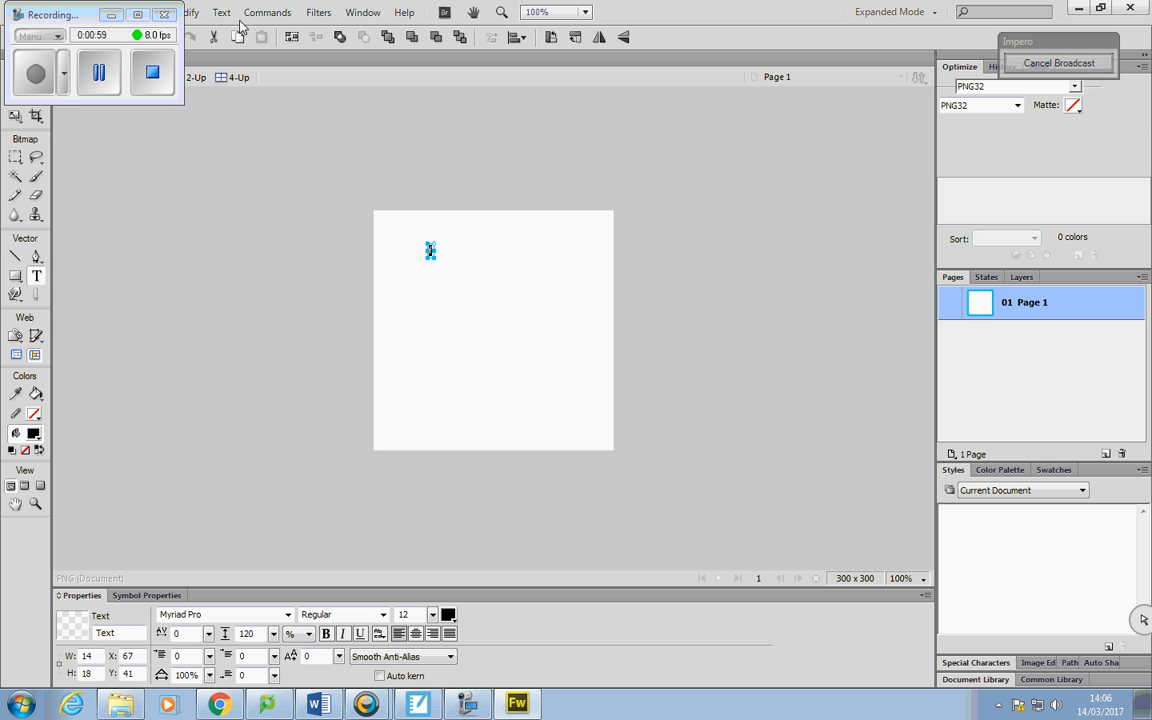 Recording...
dify Text Commands Filters Window Help Br 100% Expanded Mode
Menu 0:00:59 8.0 fps
Impero
Cancel Broadcast
2-Up 4-Up Page 1
Optimize
PNG32
PNG32 Matte:
Bitmap
Vector
T
Web
Colors
View
Sort: 0 colors
Pages States Layers
01 Page 1
1 Page
Styles Color Palette Swatches
Current Document
PNG (Document) 1 300 x 300 100%
Properties Symbol Properties
Text Myriad Pro Regular 12
Text 0 120 % B I U
W: 14 X: 67 0 0 0 Smooth Anti-Alias
H: 18 Y: 41 100% 0 Auto kern
Special Characters Image Ed Path Auto Sha
Document Library Common Library
W Fw
14:06
14/03/2017